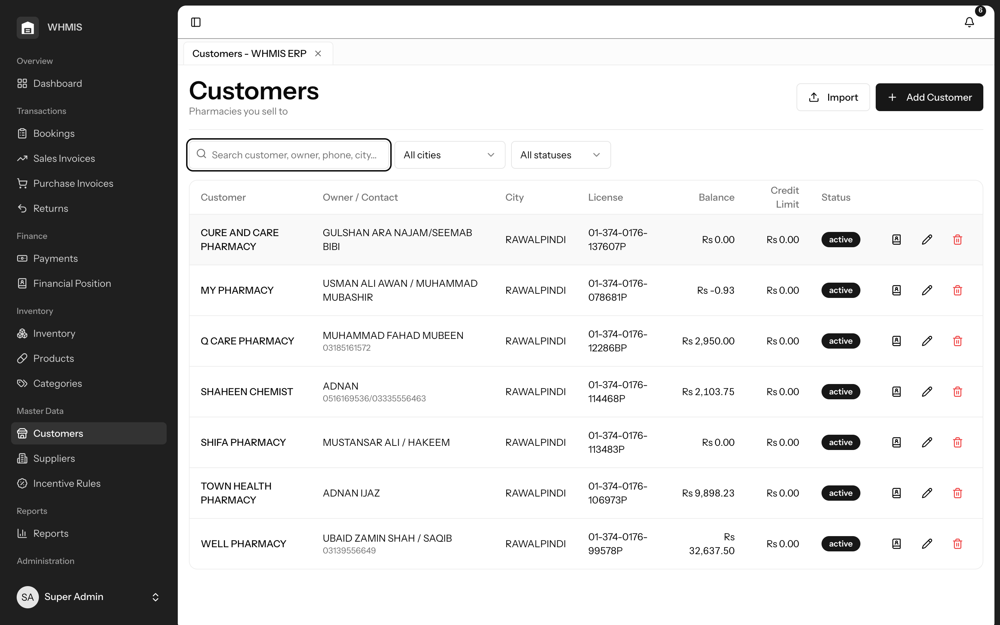 WHMIS
Overview
Dashboard
Transactions
Bookings
Sales Invoices
Purchase Invoices
Returns
Finance
Payments
Financial Position
Inventory
Inventory
Products
Categories
Master Data
Customers
Suppliers
Incentive Rules
Reports
Reports
Administration
SA Super Admin
6
Customers - WHMIS ERP
Customers
Pharmacies you sell to
Import
Add Customer
Search customer, owner, phone, city...
All cities
All statuses
Customer Owner / Contact City License Balance Credit Limit Status
CURE AND CARE PHARMACY GULSHAN ARA NAJAM/SEEMAB BIBI RAWALPINDI 01-374-0176-137607P Rs 0.00 Rs 0.00 active
MY PHARMACY USMAN ALI AWAN / MUHAMMAD MUBASHIR RAWALPINDI 01-374-0176-078681P Rs -0.93 Rs 0.00 active
Q CARE PHARMACY MUHAMMAD FAHAD MUBEEN 03185161572 RAWALPINDI 01-374-0176-12286BP Rs 2,950.00 Rs 0.00 active
SHAHEEN CHEMIST ADNAN 0516169536/03335556463 RAWALPINDI 01-374-0176-114468P Rs 2,103.75 Rs 0.00 active
SHIFA PHARMACY MUSTANSAR ALI / HAKEEM RAWALPINDI 01-374-0176-113483P Rs 0.00 Rs 0.00 active
TOWN HEALTH PHARMACY ADNAN IJAZ RAWALPINDI 01-374-0176-106973P Rs 9,898.23 Rs 0.00 active
WELL PHARMACY UBAID ZAMIN SHAH / SAQIB 03139556649 RAWALPINDI 01-374-0176-99578P Rs 32,637.50 Rs 0.00 active